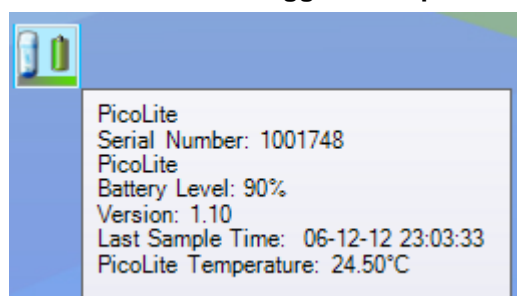 PicoLite
Serial Number: 1001748
PicoLite
Battery Level: 90%
Version: 1.10
Last Sample Time: 06-12-12 23:03:33
PicoLite Temperature: 24.50°C